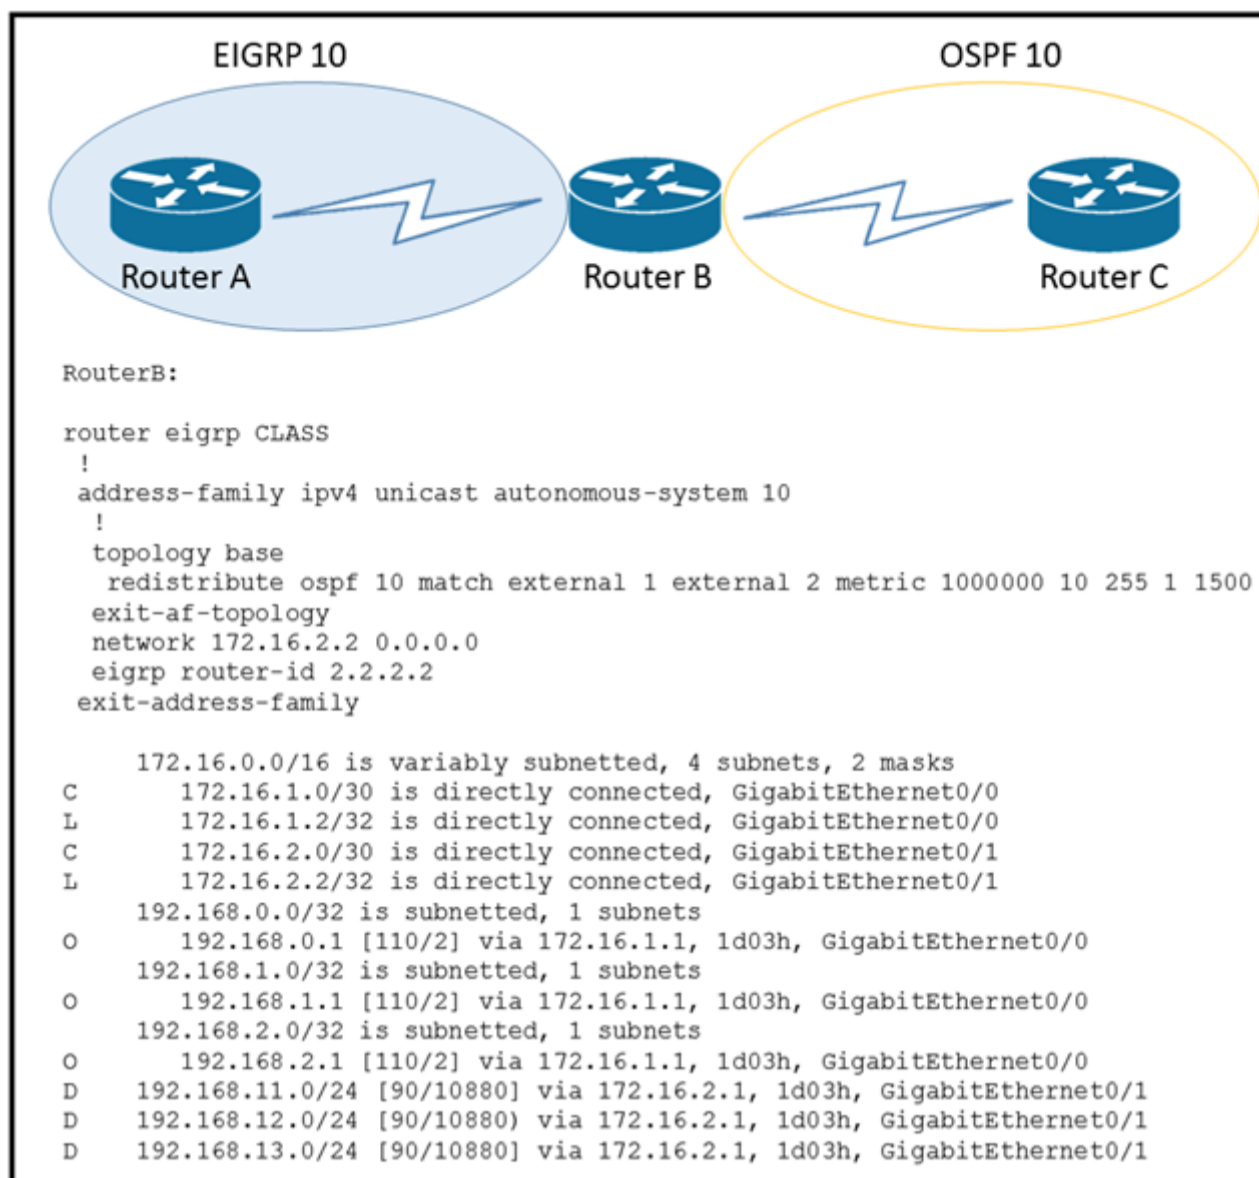 EIGRP 10
OSPF 10
Router A
Router B
Router C
RouterB:
router eigrp CLASS
 !
 address-family ipv4 unicast autonomous-system 10
  !
  topology base
   redistribute ospf 10 match external 1 external 2 metric 1000000 10 255 1 1500
  exit-af-topology
  network 172.16.2.2 0.0.0.0
  eigrp router-id 2.2.2.2
 exit-address-family
     172.16.0.0/16 is variably subnetted, 4 subnets, 2 masks
C       172.16.1.0/30 is directly connected, GigabitEthernet0/0
L       172.16.1.2/32 is directly connected, GigabitEthernet0/0
C       172.16.2.0/30 is directly connected, GigabitEthernet0/1
L       172.16.2.2/32 is directly connected, GigabitEthernet0/1
     192.168.0.0/32 is subnetted, 1 subnets
O       192.168.0.1 [110/2] via 172.16.1.1, 1d03h, GigabitEthernet0/0
     192.168.1.0/32 is subnetted, 1 subnets
O       192.168.1.1 [110/2] via 172.16.1.1, 1d03h, GigabitEthernet0/0
     192.168.2.0/32 is subnetted, 1 subnets
O       192.168.2.1 [110/2] via 172.16.1.1, 1d03h, GigabitEthernet0/0
D    192.168.11.0/24 [90/10880] via 172.16.2.1, 1d03h, GigabitEthernet0/1
D    192.168.12.0/24 [90/10880) via 172.16.2.1, 1d03h, GigabitEthernet0/1
D    192.168.13.0/24 [90/10880] via 172.16.2.1, 1d03h, GigabitEthernet0/1